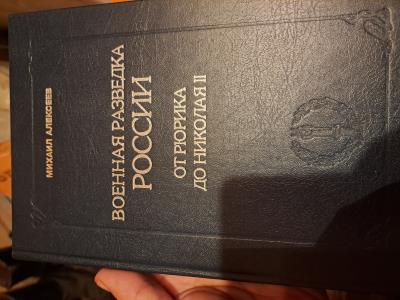 МИХАИЛ АЛЕКСЕЕВ
ВОЕННАЯ РАЗВЕДКА
РОССИИ
ОТ РЮРИКА
ДО НИКОЛАЯ II